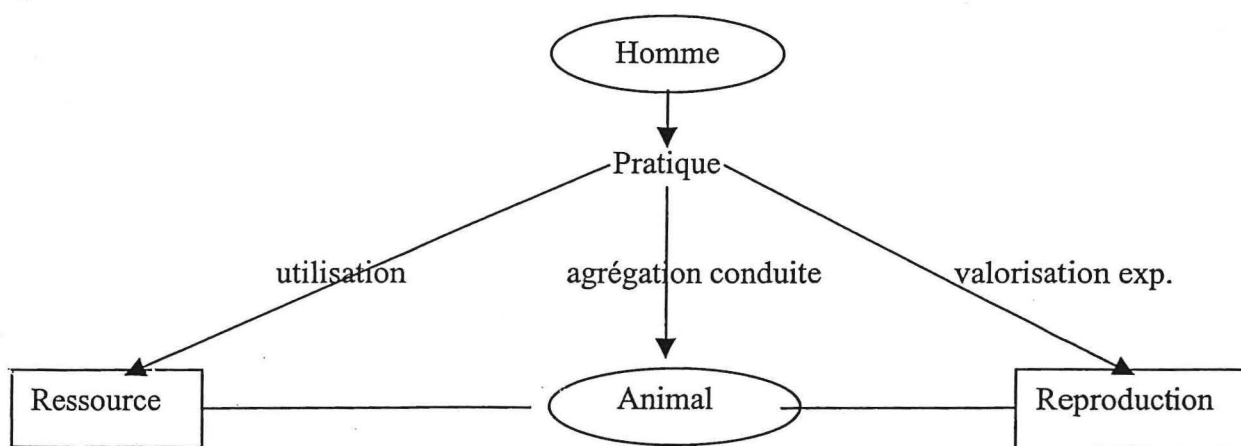 Homme
Pratique
utilisation agrégation conduite valorisation exp.
Ressource Animal Reproduction